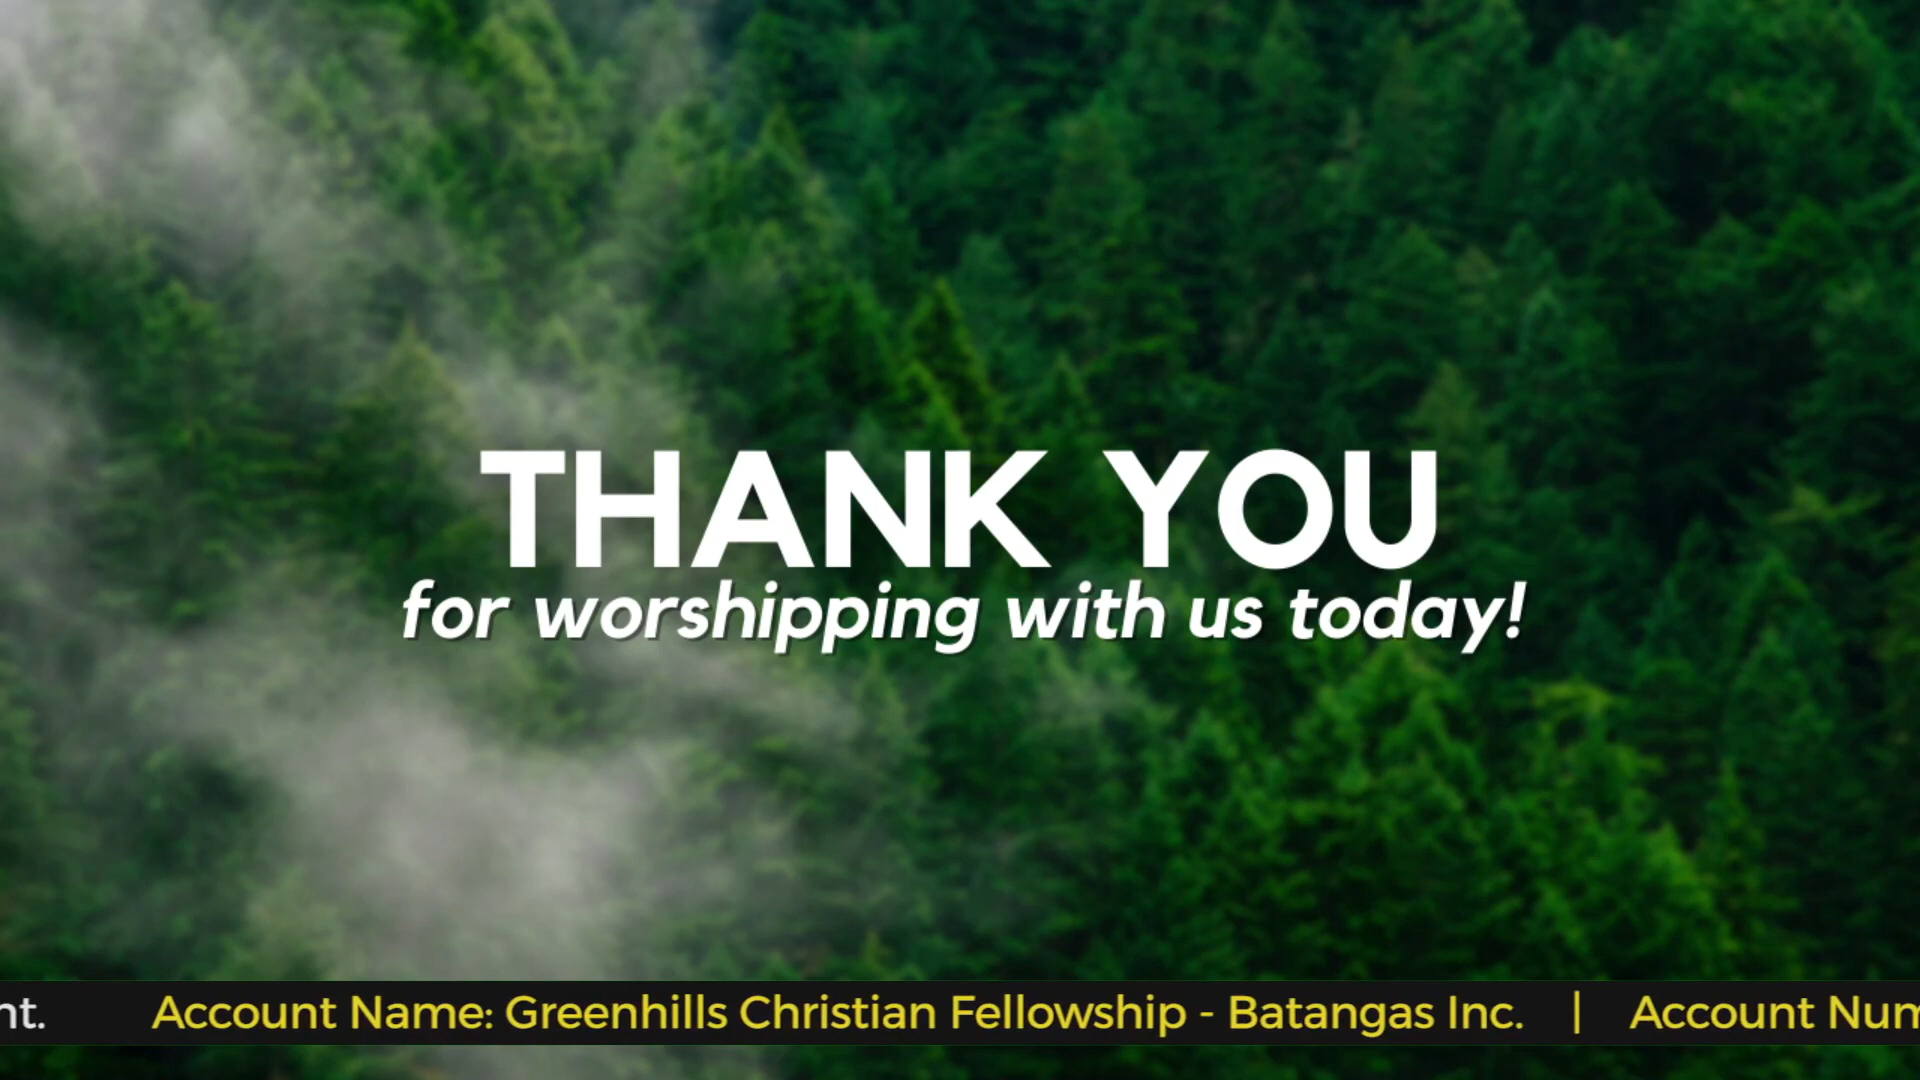 THANK YOU
for worshipping with us today!
nt. Account Name: Greenhills Christian Fellowship - Batangas Inc. | Account Num